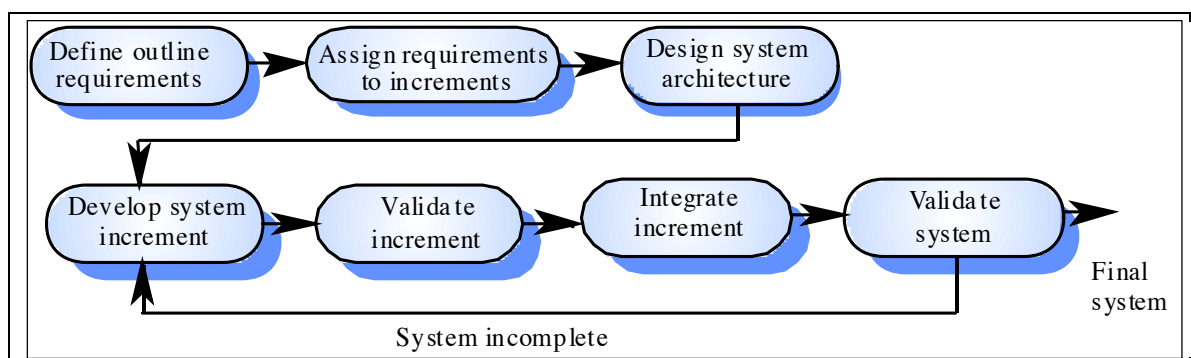 Define outline
requirements
Assign requirements
to increments
Design system
architecture
Develop system
increment
Validate
increment
Integrate
increment
Validate
system
Final
system
System incomplete